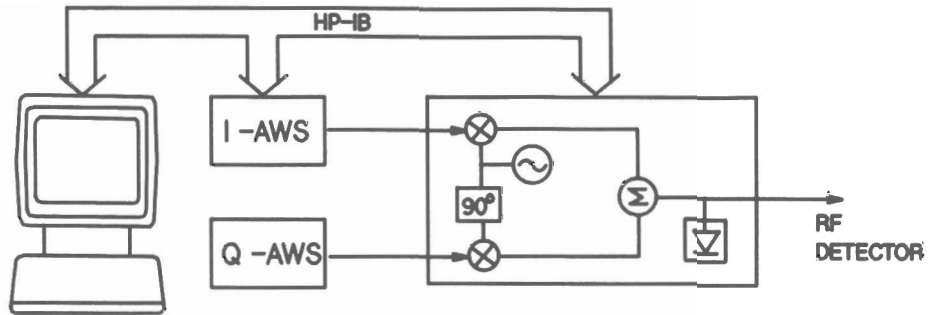 HP-IB
I-AWS
90°
Σ
Q-AWS
RF
DETECTOR